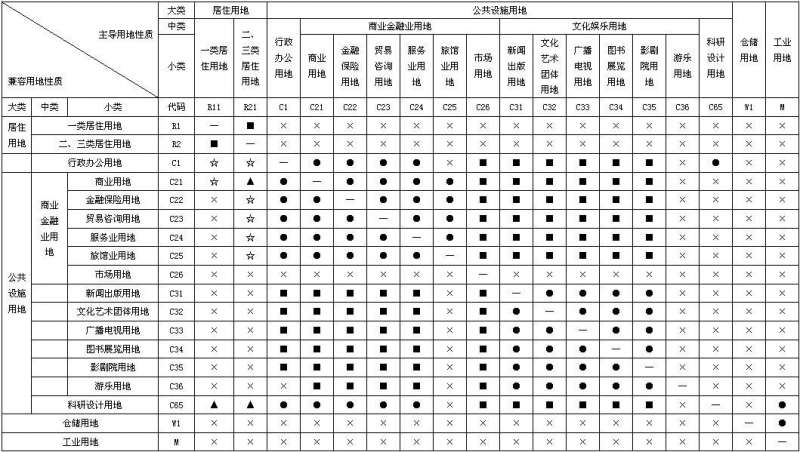 主导用地性质
兼容用地性质
大类 居住用地 公共设施用地 仓储用地 工业用地
中类 一类居住用地 二、三类居住用地 行政办公用地 商业金融业用地 文化娱乐用地 科研设计用地
小类 商业用地 金融保险用地 贸易咨询用地 服务业用地 旅馆业用地 市场用地 新闻出版用地 文化艺术团体用地 广播电视用地 图书展览用地 影剧院用地 游乐用地
大类 中类 小类 代码 R11 R21 C1 C21 C22 C23 C24 C25 C26 C31 C32 C33 C34 C35 C36 C65 W1 M
居住用地 一类居住用地 R1 — ■ × × × × × × × × × × × × × × × ×
二、三类居住用地 R2 ■ — × × × × × × × × × × × × × × × ×
公共设施用地 行政办公用地 C1 ☆ ☆ — ● ● ● ● × ■ ■ ■ ■ ■ ■ × ● × ×
商业金融业用地 商业用地 C21 ☆ ▲ ● — ● ● ● ● ■ ■ ■ ■ ■ ■ × × × ×
金融保险用地 C22 × ☆ ● ● — ● ● ● ■ ■ ■ ■ ■ ■ × × × ×
贸易咨询用地 C23 × ☆ ● ● ● — ● ● ■ ■ ■ ■ ■ ■ × × × ×
服务业用地 C24 × ☆ ● ● ● ● — ● ■ ■ ■ ■ ■ ■ × × × ×
旅馆业用地 C25 × ☆ ● ● ● ● ● — ■ ■ ■ ■ ■ ■ × × × ×
市场用地 C26 × × × × × × × × — × × × × × × × × ×
新闻出版用地 C31 × × ■ ■ ■ ■ ■ × ■ — ● ● ● ● × × × ×
文化艺术团体用地 C32 × × ■ ■ ■ ■ ■ × ■ ● — ● ● ● × × × ×
广播电视用地 C33 × × ■ ■ ■ ■ ■ × ■ ● ● — ● ● × × × ×
图书展览用地 C34 × × ■ ■ ■ ■ ■ × ■ ● ● ● — ● × × × ×
影剧院用地 C35 × × ■ ■ ■ ■ ■ × ■ ● ● ● ● — × × × ×
游乐用地 C36 × × × ■ ■ ■ ■ × ■ ● ● ● ● ● — × × ×
科研设计用地 C65 ▲ ▲ ● ● ● ● ● × ■ ■ ■ ■ ■ ■ × — × ●
仓储用地 W1 × × × × × × × × × × × × × × × × — ●
工业用地 M × × × × × × × × × × × × × × × × × —